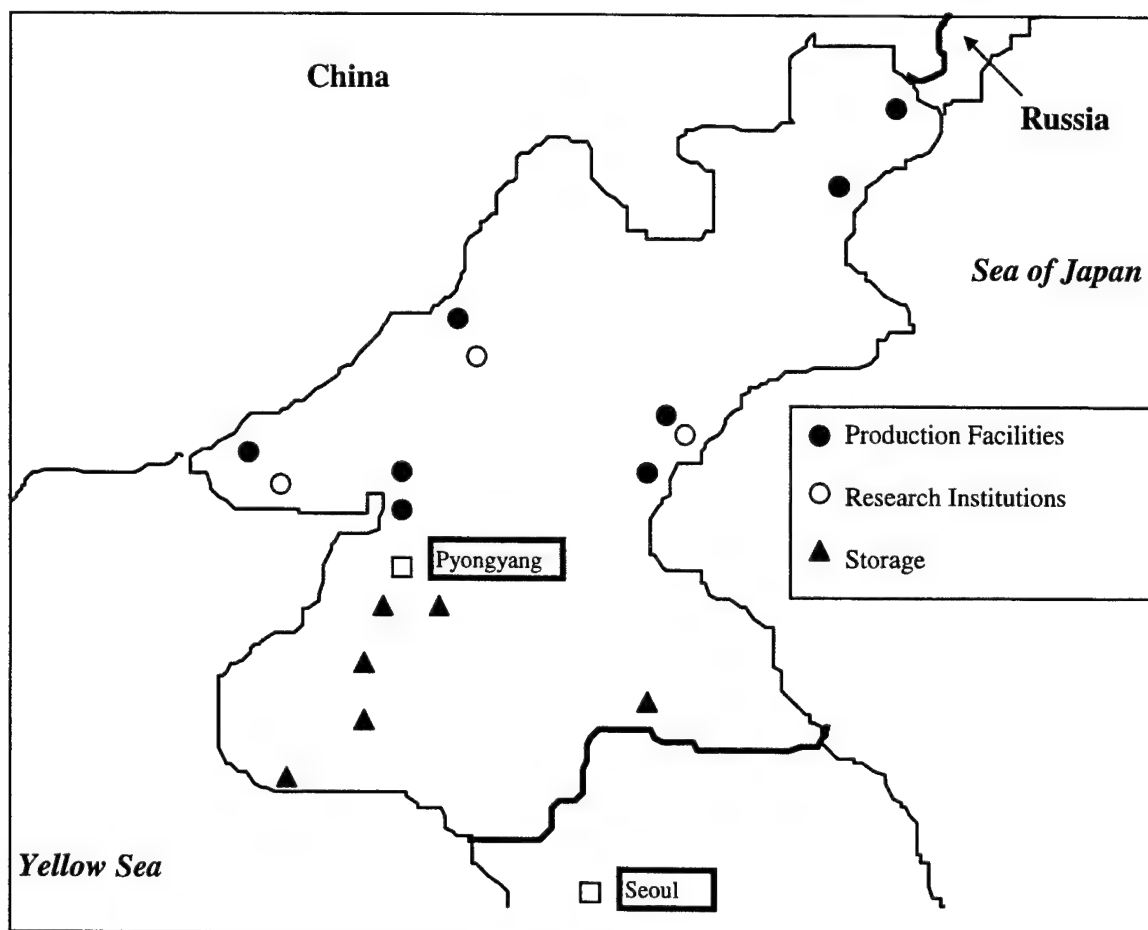 China
Russia
Sea of Japan
Production Facilities
Research Institutions
Storage
Pyongyang
Yellow Sea
Seoul